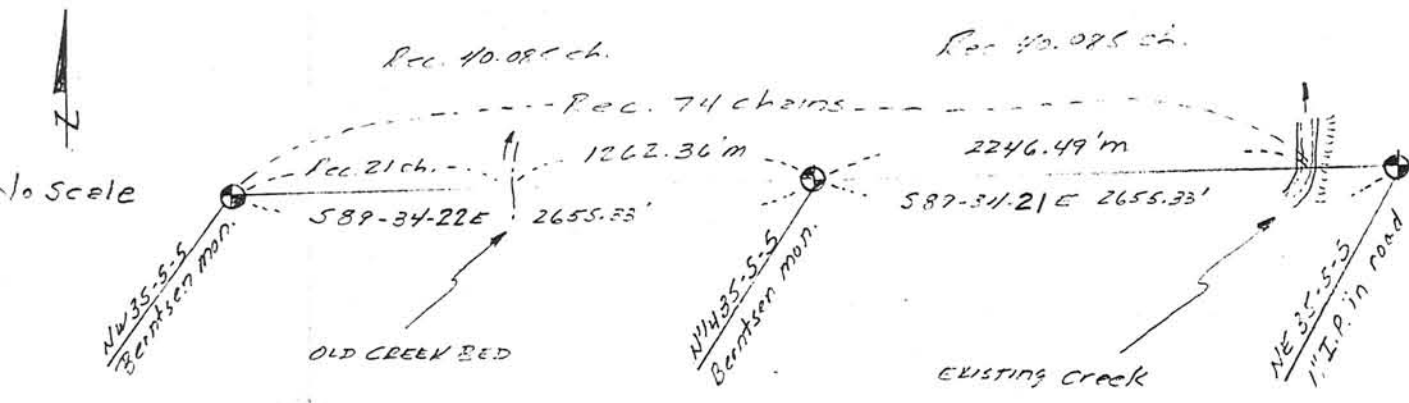 Rec. 40.085 ch.
Rec 40.085 ch.
Rec. 74 chains
N
Rec. 21 ch.
1262.36'm
2246.49'm
No Scale
S89-34-22E 2655.33'
S89-34-21E 2655.33'
NW 35-5-5
Berntsen mon.
N1/4 35-5-5
Berntsen mon.
NE 35-5-5
1" I.P. in road
OLD CREEK BED
EXISTING Creek